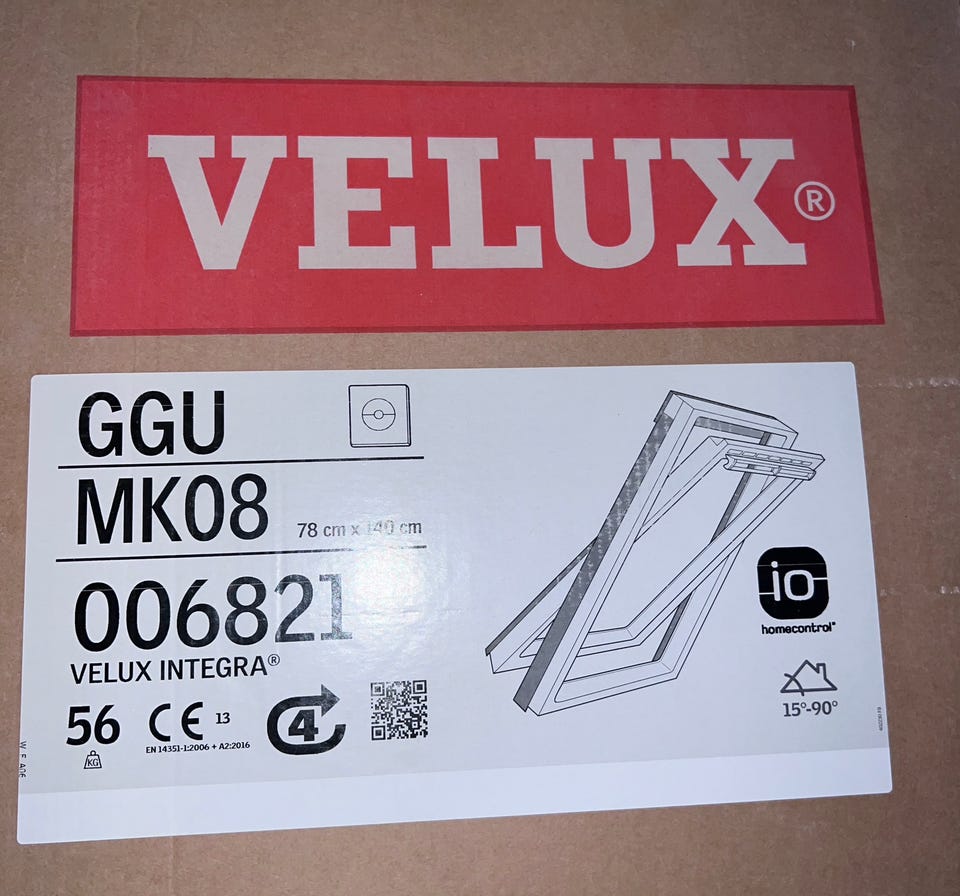 VELUX®
GGU
MK08 78 cm x 140 cm
006821
VELUX INTEGRA®
io
homecontrol®
56 CE 13 4
KG
EN 14351-1:2006 + A2:2016
15°-90°